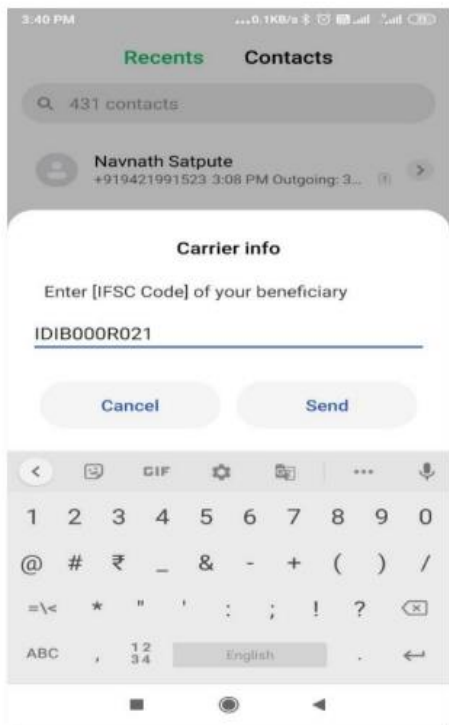 3:40 PM ...0.1KB/s
Recents Contacts
431 contacts
Navnath Satpute
+919421991523 3:08 PM Outgoing: 3...
Carrier info
Enter [IFSC Code] of your beneficiary
IDIB000R021
Cancel Send
GIF
1 2 3 4 5 6 7 8 9 0
@ # ₹ _ & - + ( ) /
=\< * " ' : ; ! ?
ABC , 12 English .
34